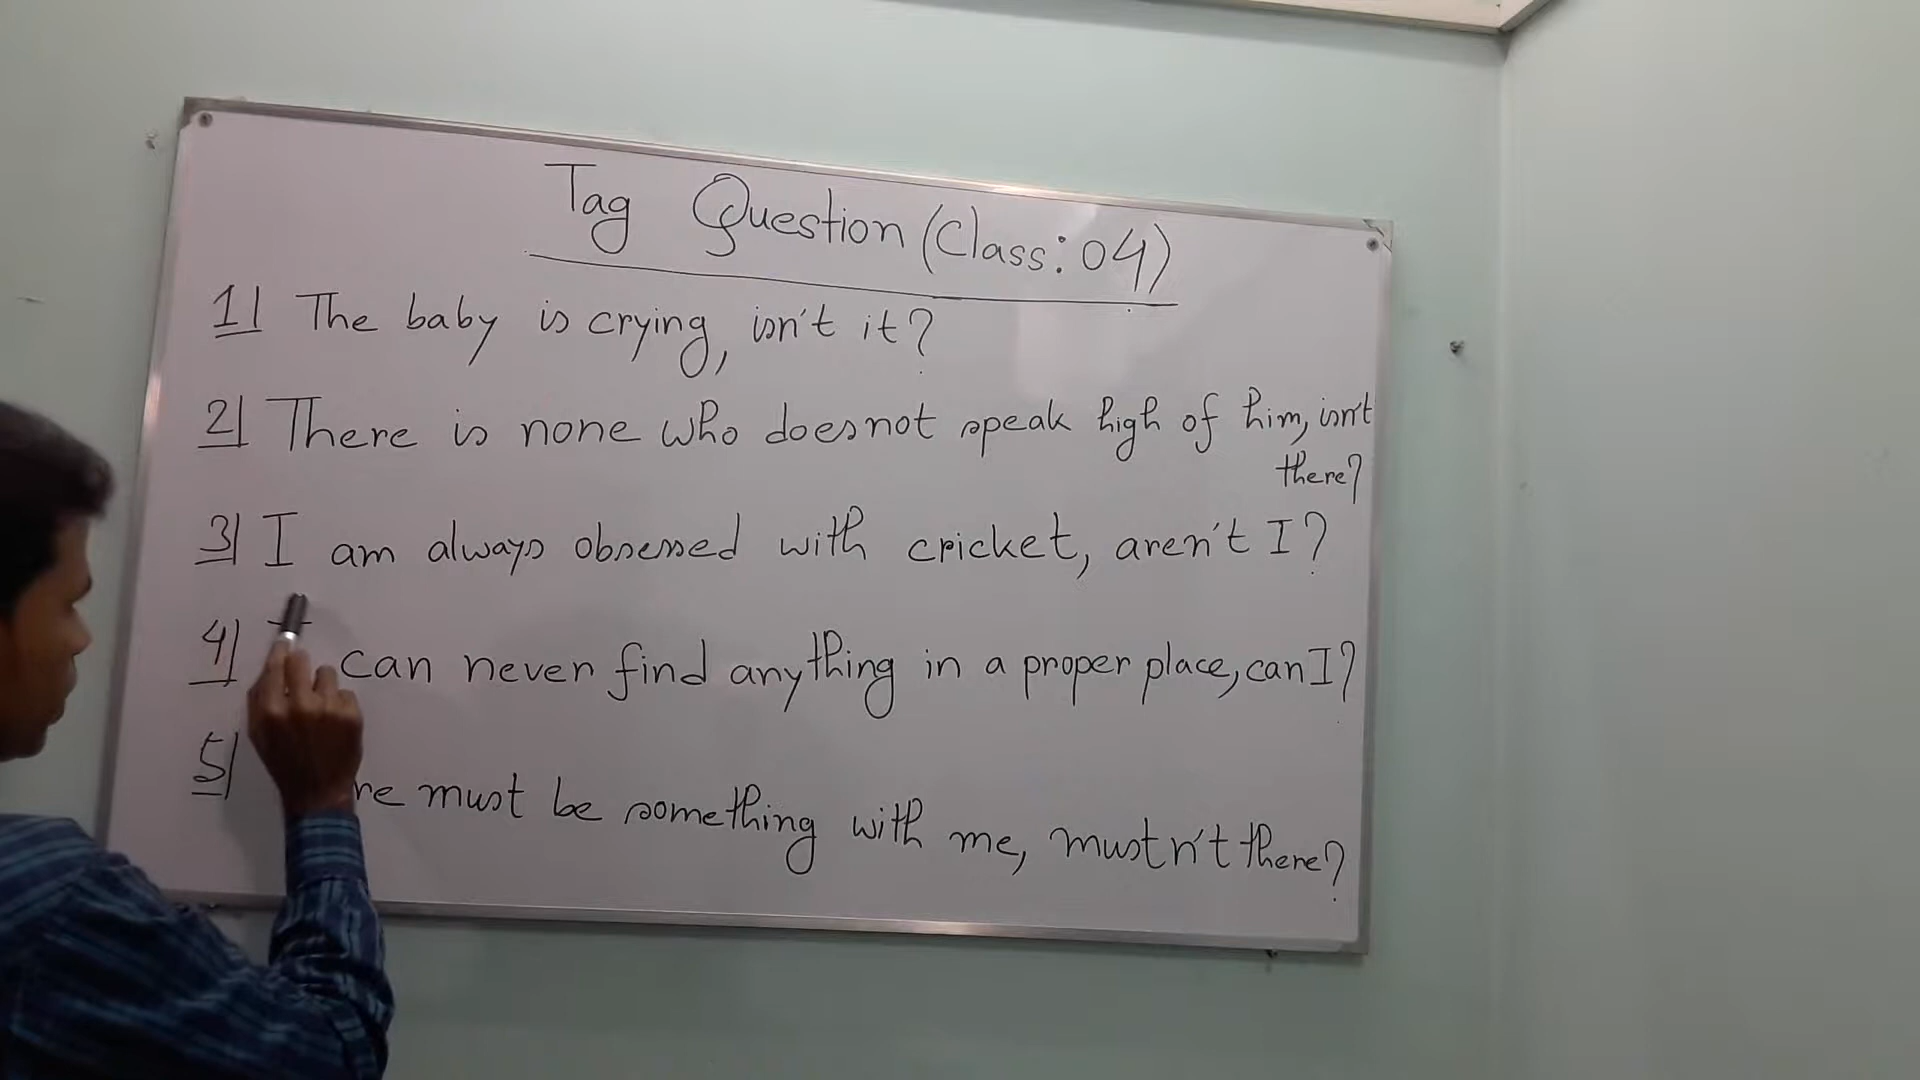 Tag Question (Class: 04)
1| The baby is crying, isn't it?
2| There is none who does not speak high of him, isn't
there?
3| I am always obsessed with cricket, aren't I?
4| can never find anything in a proper place, can I?
5| must be something with me, mustn't there?